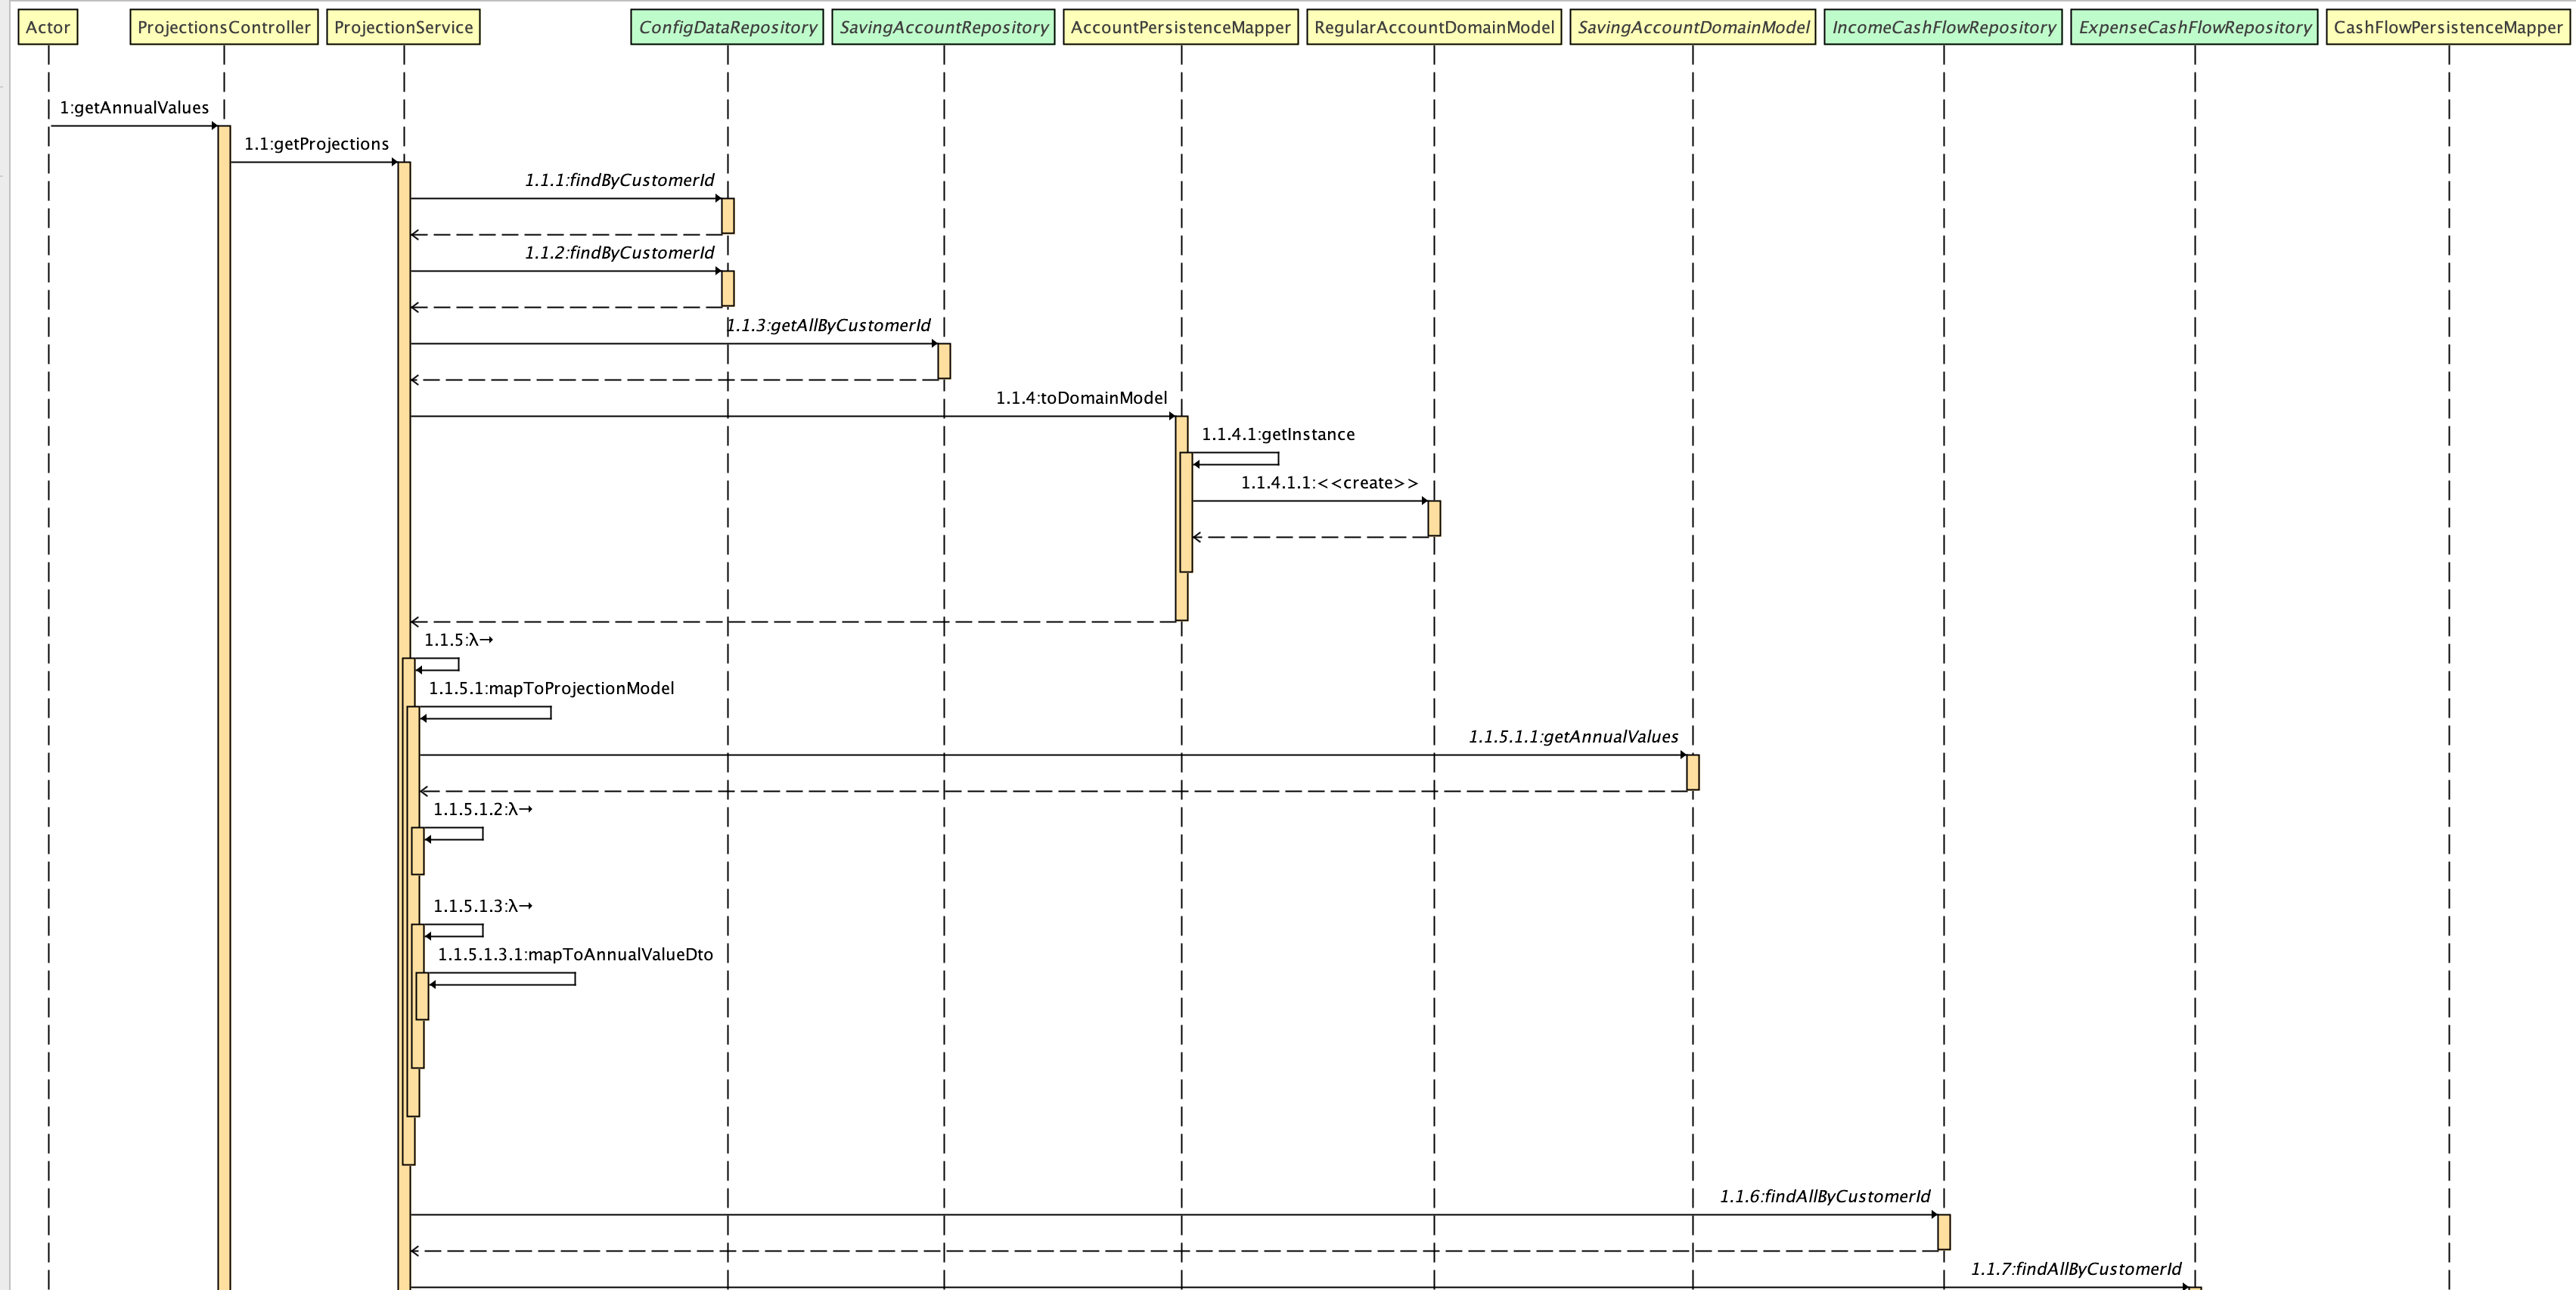 Actor
ProjectionsController
ProjectionService
ConfigDataRepository
SavingAccountRepository
AccountPersistenceMapper
RegularAccountDomainModel
SavingAccountDomainModel
IncomeCashFlowRepository
ExpenseCashFlowRepository
CashFlowPersistenceMapper
1:getAnnualValues
1.1:getProjections
1.1.1:findByCustomerId
1.1.2:findByCustomerId
1.1.3:getAllByCustomerId
1.1.4:toDomainModel
1.1.4.1:getInstance
1.1.4.1.1:<<create>>
1.1.5:λ→
1.1.5.1:mapToProjectionModel
1.1.5.1.1:getAnnualValues
1.1.5.1.2:λ→
1.1.5.1.3:λ→
1.1.5.1.3.1:mapToAnnualValueDto
1.1.6:findAllByCustomerId
1.1.7:findAllByCustomerId